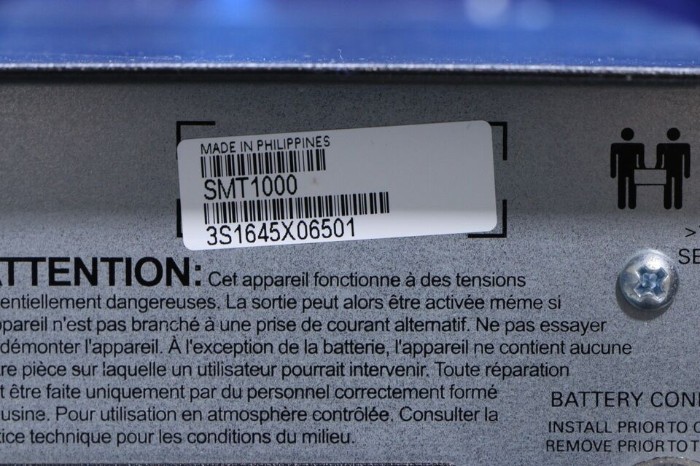 MADE IN PHILIPPINES
SMT1000
3S1645X06501
>
SE
ATTENTION: Cet appareil fonctionne à des tensions
entiellement dangereuses. La sortie peut alors être activée même si
ppareil n'est pas branché à une prise de courant alternatif. Ne pas essayer
démonter l'appareil. À l'exception de la batterie, l'appareil ne contient aucune
re pièce sur laquelle un utilisateur pourrait intervenir. Toute réparation
t être faite uniquement par du personnel correctement formé
usine. Pour utilisation en atmosphère contrôlée. Consulter la
tice technique pour les conditions du milieu.
BATTERY CON
INSTALL PRIOR TO
REMOVE PRIOR TO T